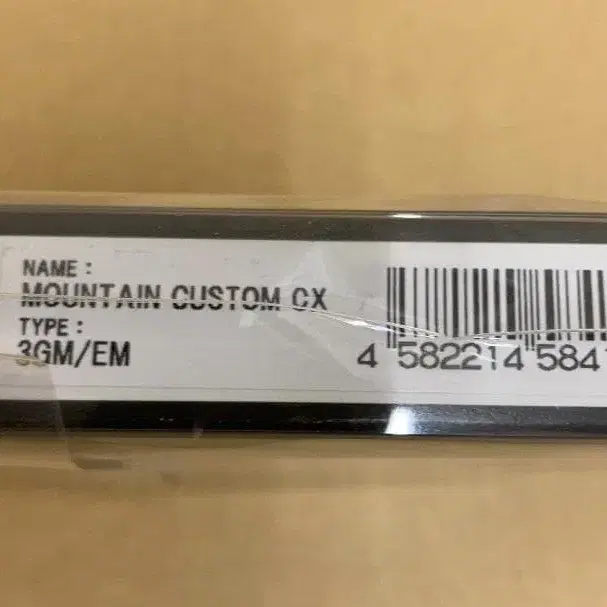 NAME :
MOUNTAIN CUSTOM CX
TYPE :
3GM/EM
4 582214 584